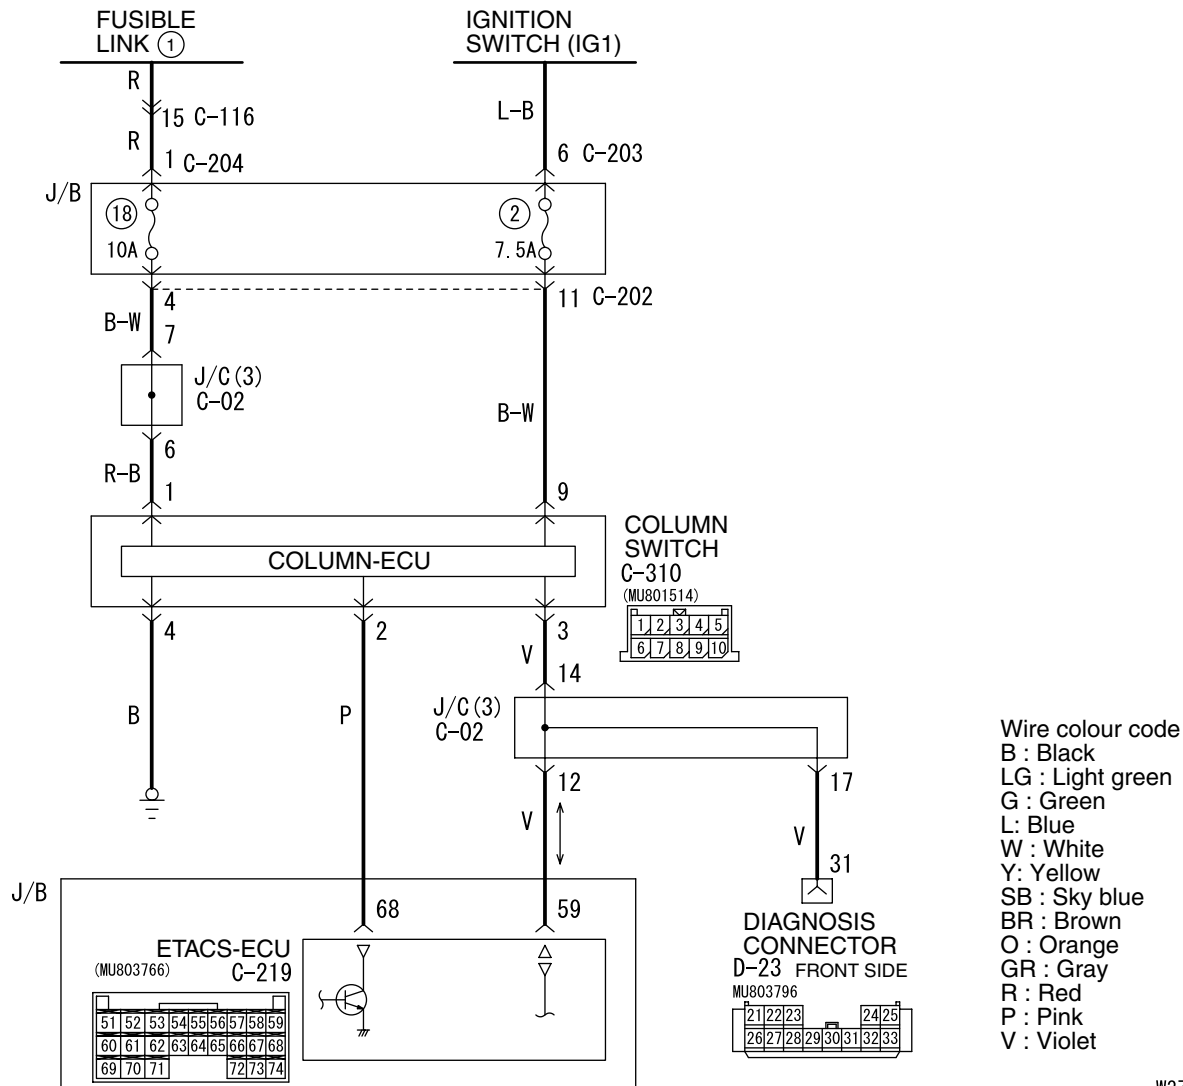 FUSIBLE
LINK ①
IGNITION
SWITCH (IG1)
R
L-B
15 C-116
R
1 C-204
6 C-203
J/B
18
2
10A
7.5A
4
11 C-202
B-W
7
J/C(3)
C-02
B-W
6
R-B
1
9
COLUMN
SWITCH
C-310
(MU801514)
1 2 3 4 5
6 7 8 9 10
COLUMN-ECU
4
2
3
V
14
B
P
J/C(3)
C-02
12
17
V
V
31
J/B
68
59
ETACS-ECU
(MU803766) C-219
51 52 53 54 55 56 57 58 59
60 61 62 63 64 65 66 67 68
69 70 71 72 73 74
DIAGNOSIS
CONNECTOR
D-23 FRONT SIDE
MU803796
21 22 23 24 25
26 27 28 29 30 31 32 33
Wire colour code
B : Black
LG : Light green
G : Green
L: Blue
W : White
Y: Yellow
SB : Sky blue
BR : Brown
O : Orange
GR : Gray
R : Red
P : Pink
V : Violet